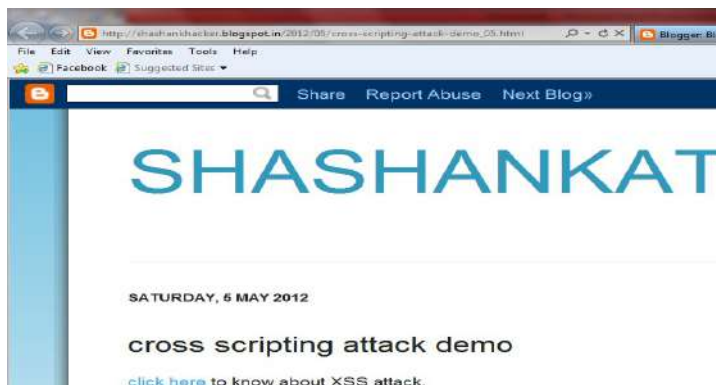 http://shashankhacker.blogspot.in/2012/05/cross-scripting-attack-demo_05.html
Blogger: Bl
File Edit View Favorites Tools Help
Facebook Suggested Sites
Share Report Abuse Next Blog»
SHASHANKAT
SATURDAY, 5 MAY 2012
cross scripting attack demo
click here to know about XSS attack.